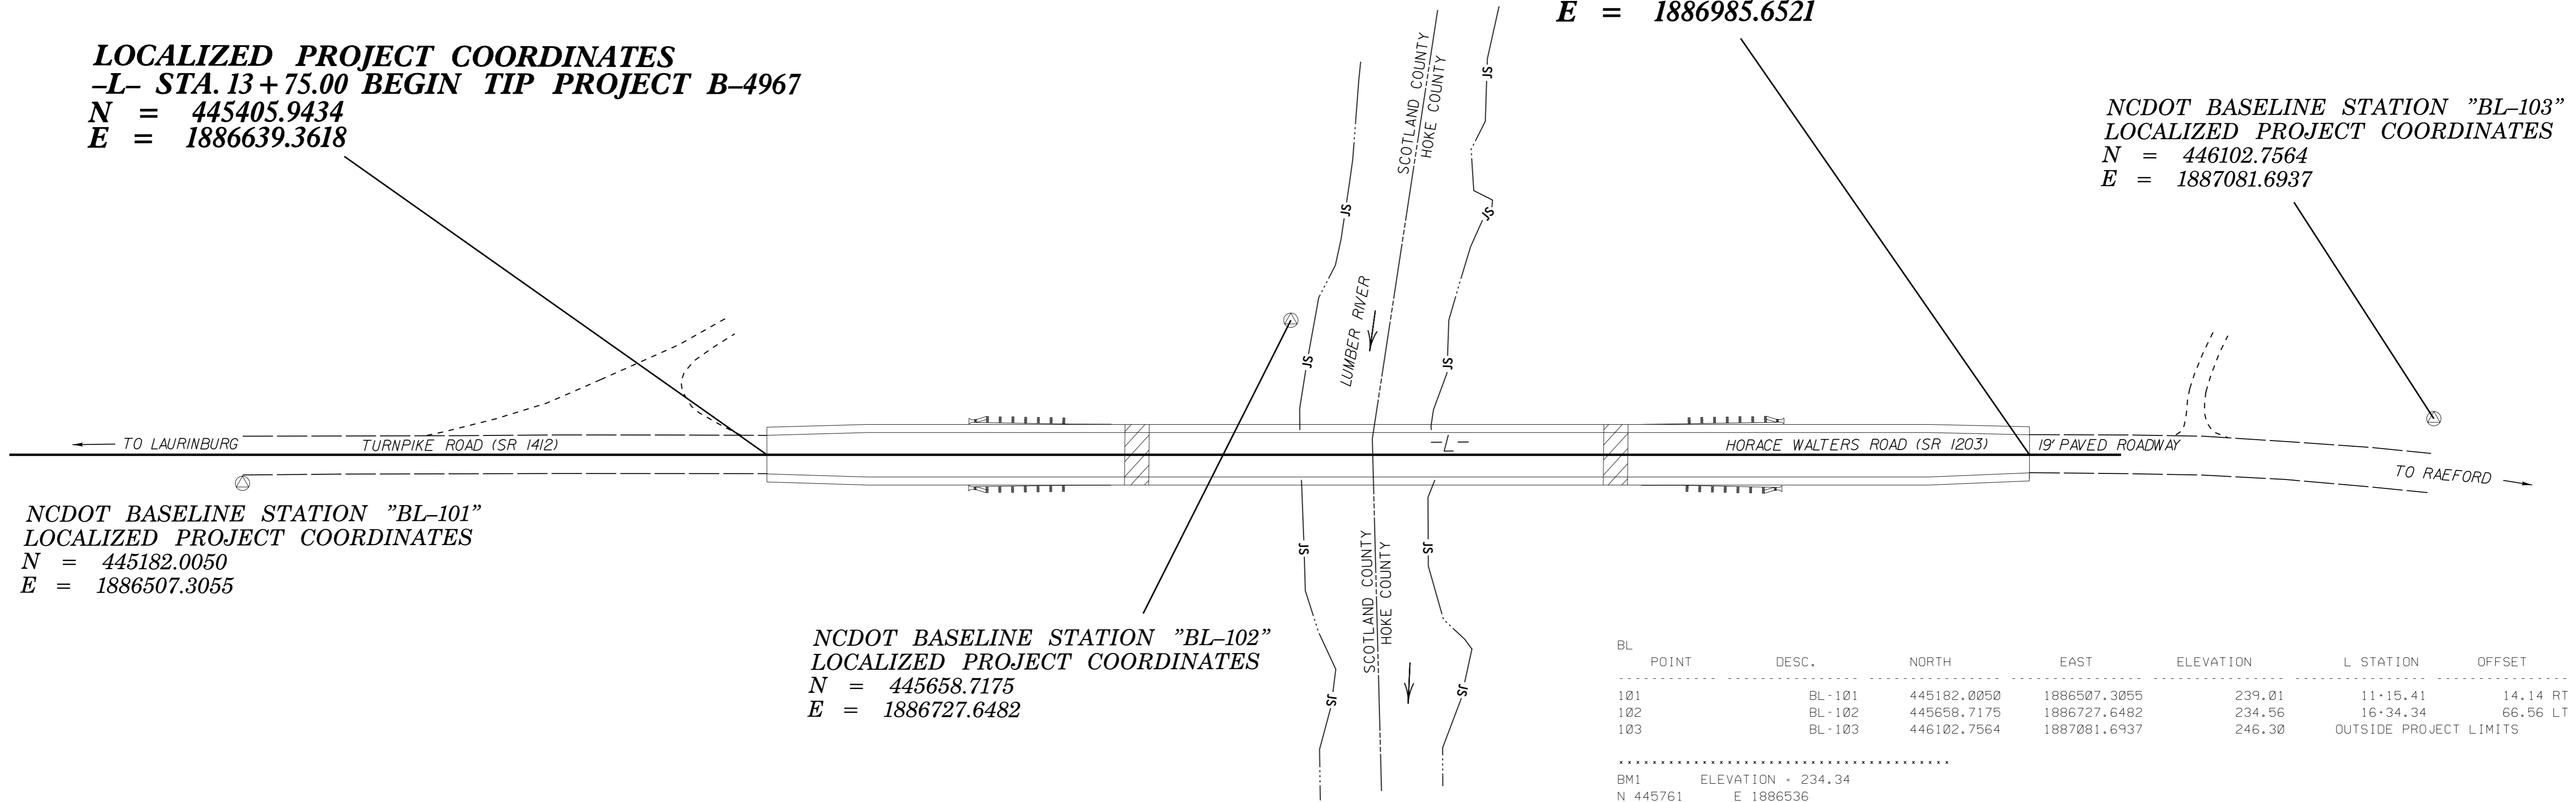 E = 1886985.6521
LOCALIZED PROJECT COORDINATES
-L- STA. 13+75.00 BEGIN TIP PROJECT B-4967
N = 445405.9434
E = 1886639.3618
NCDOT BASELINE STATION "BL-103"
LOCALIZED PROJECT COORDINATES
N = 446102.7564
E = 1887081.6937
SCOTLAND COUNTY
HOKE COUNTY
JS
JS
JS
JS
LUMBER RIVER
JS
JS
TO LAURINBURG
TURNPIKE ROAD (SR 1412)
-L-
HORACE WALTERS ROAD (SR 1203)
19' PAVED ROADWAY
TO RAEFORD
NCDOT BASELINE STATION "BL-101"
LOCALIZED PROJECT COORDINATES
N = 445182.0050
E = 1886507.3055
SCOTLAND COUNTY
HOKE COUNTY
JS
JS
JS
JS
NCDOT BASELINE STATION "BL-102"
LOCALIZED PROJECT COORDINATES
N = 445658.7175
E = 1886727.6482
BL
POINT DESC. NORTH EAST ELEVATION L STATION OFFSET
101 BL-101 445182.0050 1886507.3055 239.01 11+15.41 14.14 RT
102 BL-102 445658.7175 1886727.6482 234.56 16+34.34 66.56 LT
103 BL-103 446102.7564 1887081.6937 246.30 OUTSIDE PROJECT LIMITS
BM1 ELEVATION = 234.34
N 445761 E 1886536